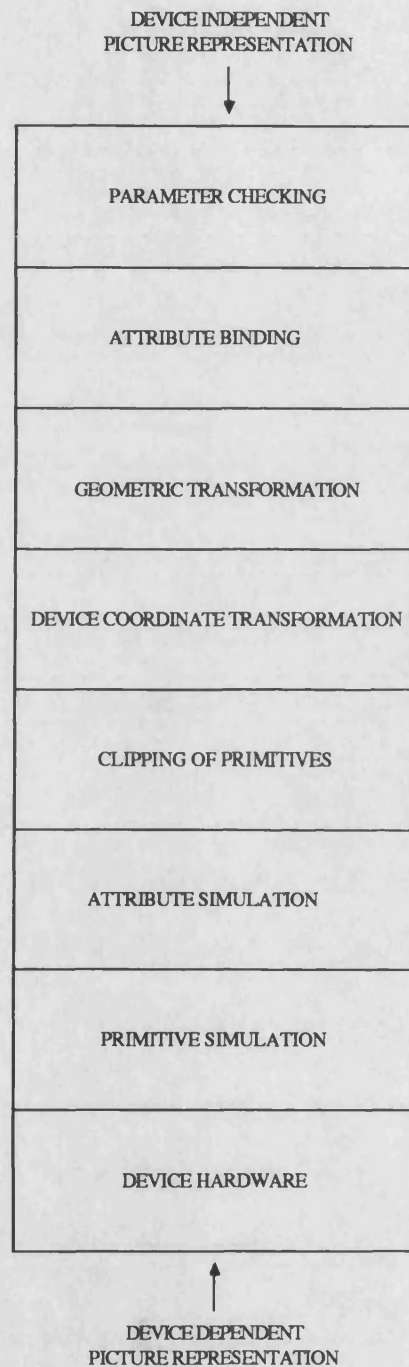 DEVICE INDEPENDENT
PICTURE REPRESENTATION
PARAMETER CHECKING
ATTRIBUTE BINDING
GEOMETRIC TRANSFORMATION
DEVICE COORDINATE TRANSFORMATION
CLIPPING OF PRIMITIVES
ATTRIBUTE SIMULATION
PRIMITIVE SIMULATION
DEVICE HARDWARE
DEVICE DEPENDENT
PICTURE REPRESENTATION